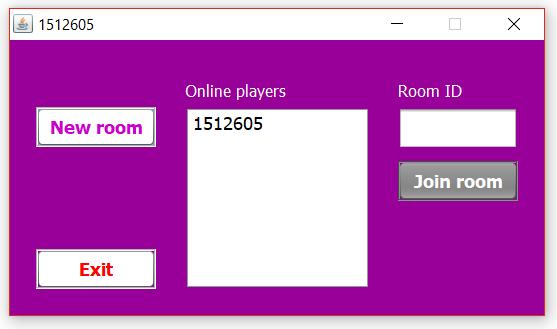 1512605
Online players
Room ID
New room
1512605
Join room
Exit